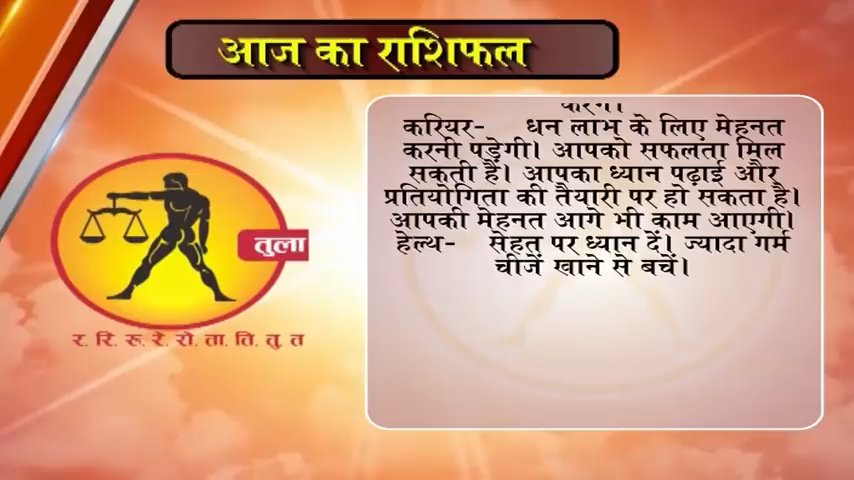 आज का राशिफल
करियर- धन लाभ के लिए मेहनत
करनी पड़ेगी। आपको सफलता मिल
सकती है। आपका ध्यान पढ़ाई और
प्रतियोगिता की तैयारी पर हो सकता है।
आपकी मेहनत आगे भी काम आएगी।
हेल्थ- सेहत पर ध्यान दें। ज्यादा गर्म
चीजें खाने से बचें।
तुला
र. रि. रू. रे. रो. ता. ति. तु. त